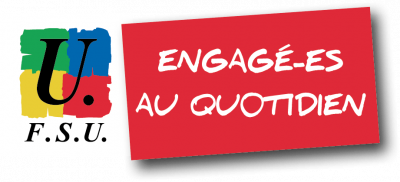 U.
F.S.U.
ENGAGÉ-ES
AU QUOTIDIEN